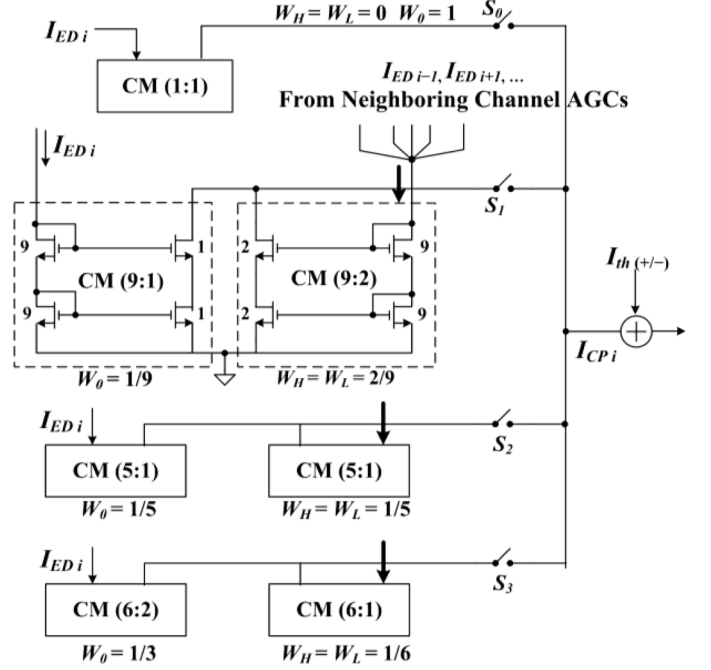 W_H = W_L = 0 W_0 = 1 S_0
I_ED i
CM (1:1)
I_ED i–1, I_ED i+1, ...
From Neighboring Channel AGCs
I_ED i
S_1
9 1 2 9
CM (9:1) CM (9:2)
9 1 2 9
I_th (+/–)
I_CP i
W_0 = 1/9 W_H = W_L = 2/9
I_ED i
S_2
CM (5:1) CM (5:1)
W_0 = 1/5 W_H = W_L = 1/5
I_ED i
S_3
CM (6:2) CM (6:1)
W_0 = 1/3 W_H = W_L = 1/6